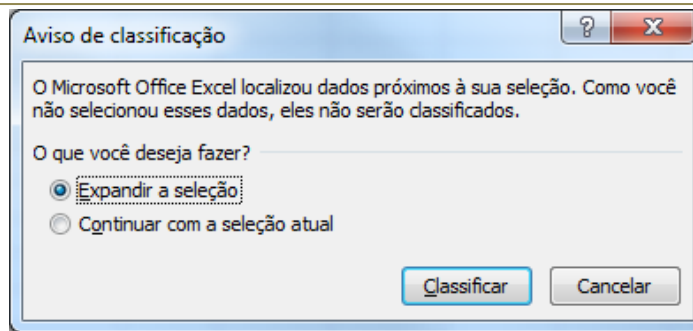 Aviso de classificação
O Microsoft Office Excel localizou dados próximos à sua seleção. Como você
não selecionou esses dados, eles não serão classificados.
O que você deseja fazer?
Expandir a seleção
Continuar com a seleção atual
Classificar
Cancelar